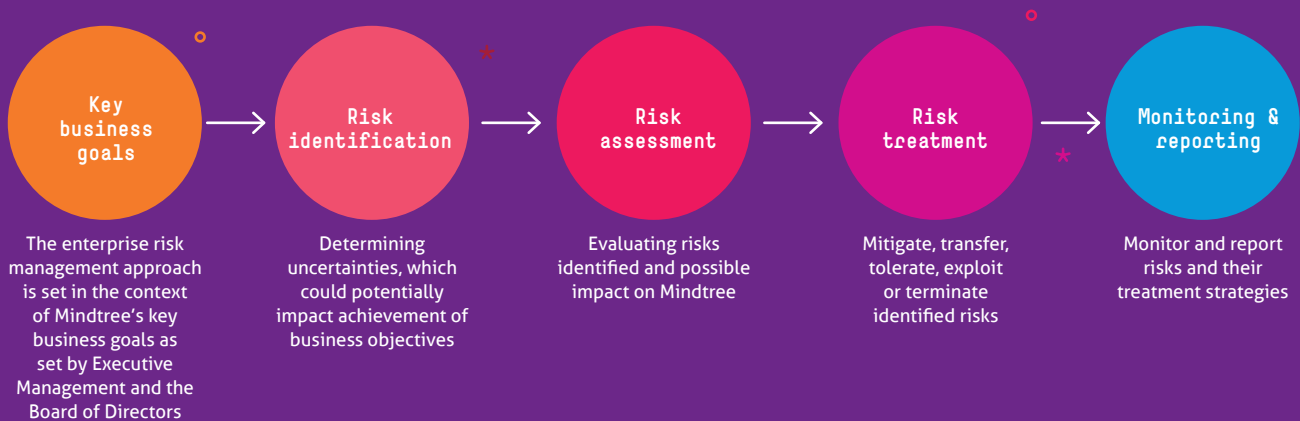 Key
business
goals
Risk
identification
Risk
assessment
Risk
treatment
Monitoring &
reporting
The enterprise risk
management approach
is set in the context
of Mindtree's key
business goals as
set by Executive
Management and the
Board of Directors
Determining
uncertainties, which
could potentially
impact achievement of
business objectives
Evaluating risks
identified and possible
impact on Mindtree
Mitigate, transfer,
tolerate, exploit
or terminate
identified risks
Monitor and report
risks and their
treatment strategies